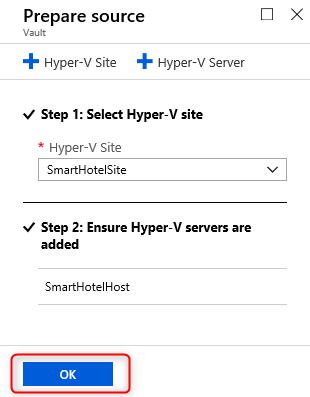 Prepare source
Vault
+ Hyper-V Site + Hyper-V Server
Step 1: Select Hyper-V site
* Hyper-V Site
SmartHotelSite
Step 2: Ensure Hyper-V servers are
added
SmartHotelHost
OK